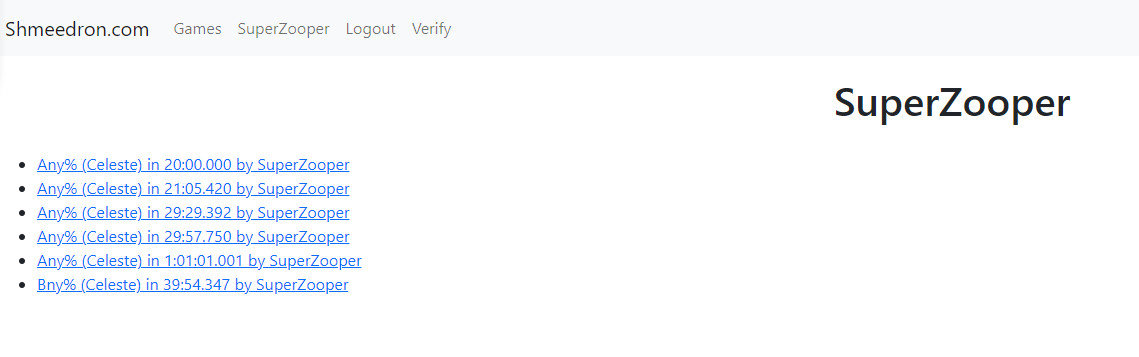 Shmeedron.com Games SuperZooper Logout Verify
SuperZooper
Any% (Celeste) in 20:00.000 by SuperZooper
Any% (Celeste) in 21:05.420 by SuperZooper
Any% (Celeste) in 29:29.392 by SuperZooper
Any% (Celeste) in 29:57.750 by SuperZooper
Any% (Celeste) in 1:01:01.001 by SuperZooper
Bny% (Celeste) in 39:54.347 by SuperZooper